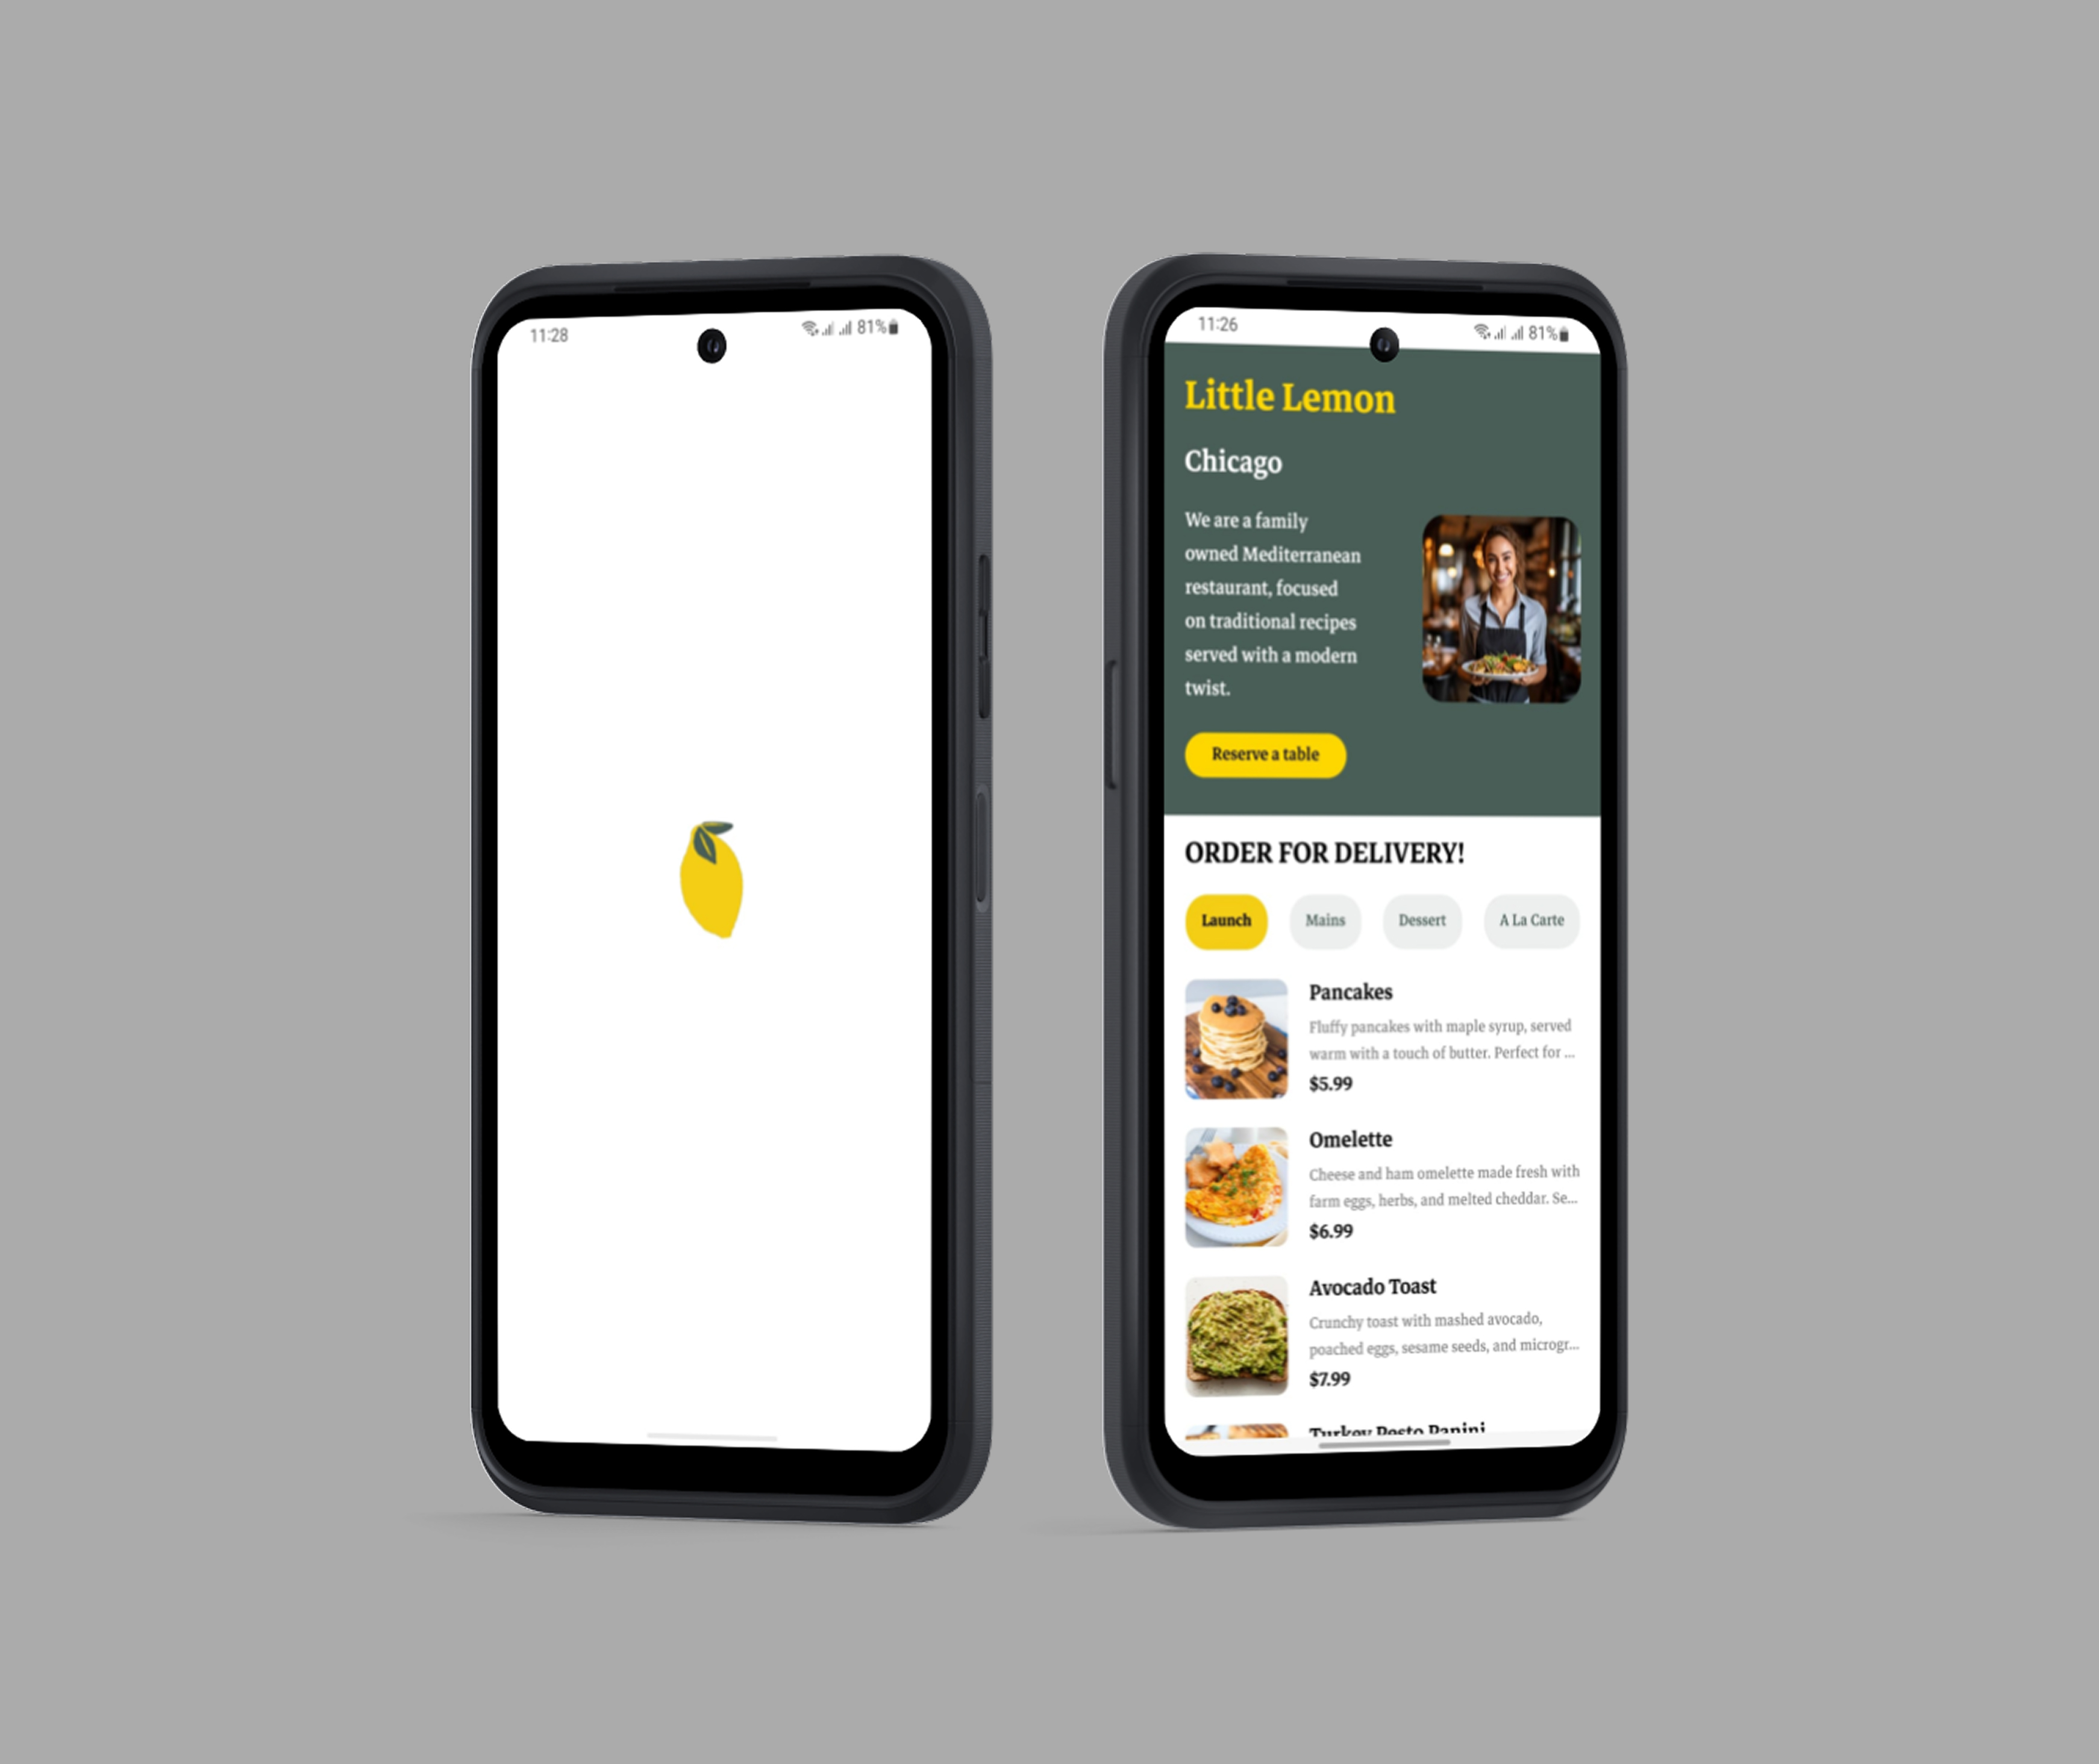 11:28
81%
11:26
81%
Little Lemon
Chicago
We are a family
owned Mediterranean
restaurant, focused
on traditional recipes
served with a modern
twist.
Reserve a table
ORDER FOR DELIVERY!
Launch
Mains
Dessert
A La Carte
Pancakes
Fluffy pancakes with maple syrup, served
warm with a touch of butter. Perfect for ...
$5.99
Omelette
Cheese and ham omelette made fresh with
farm eggs, herbs, and melted cheddar. Se...
$6.99
Avocado Toast
Crunchy toast with mashed avocado,
poached eggs, sesame seeds, and microgr...
$7.99
Turkey Pesto Panini